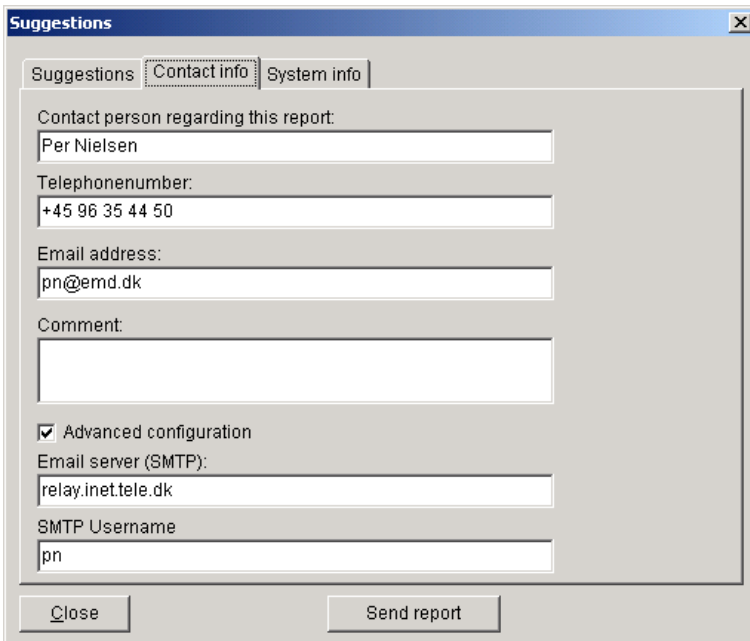 Suggestions
Suggestions Contact info System info
Contact person regarding this report:
Per Nielsen
Telephonenumber:
+45 96 35 44 50
Email address:
pn@emd.dk
Comment:
Advanced configuration
Email server (SMTP):
relay.inet.tele.dk
SMTP Username
pn
Close Send report